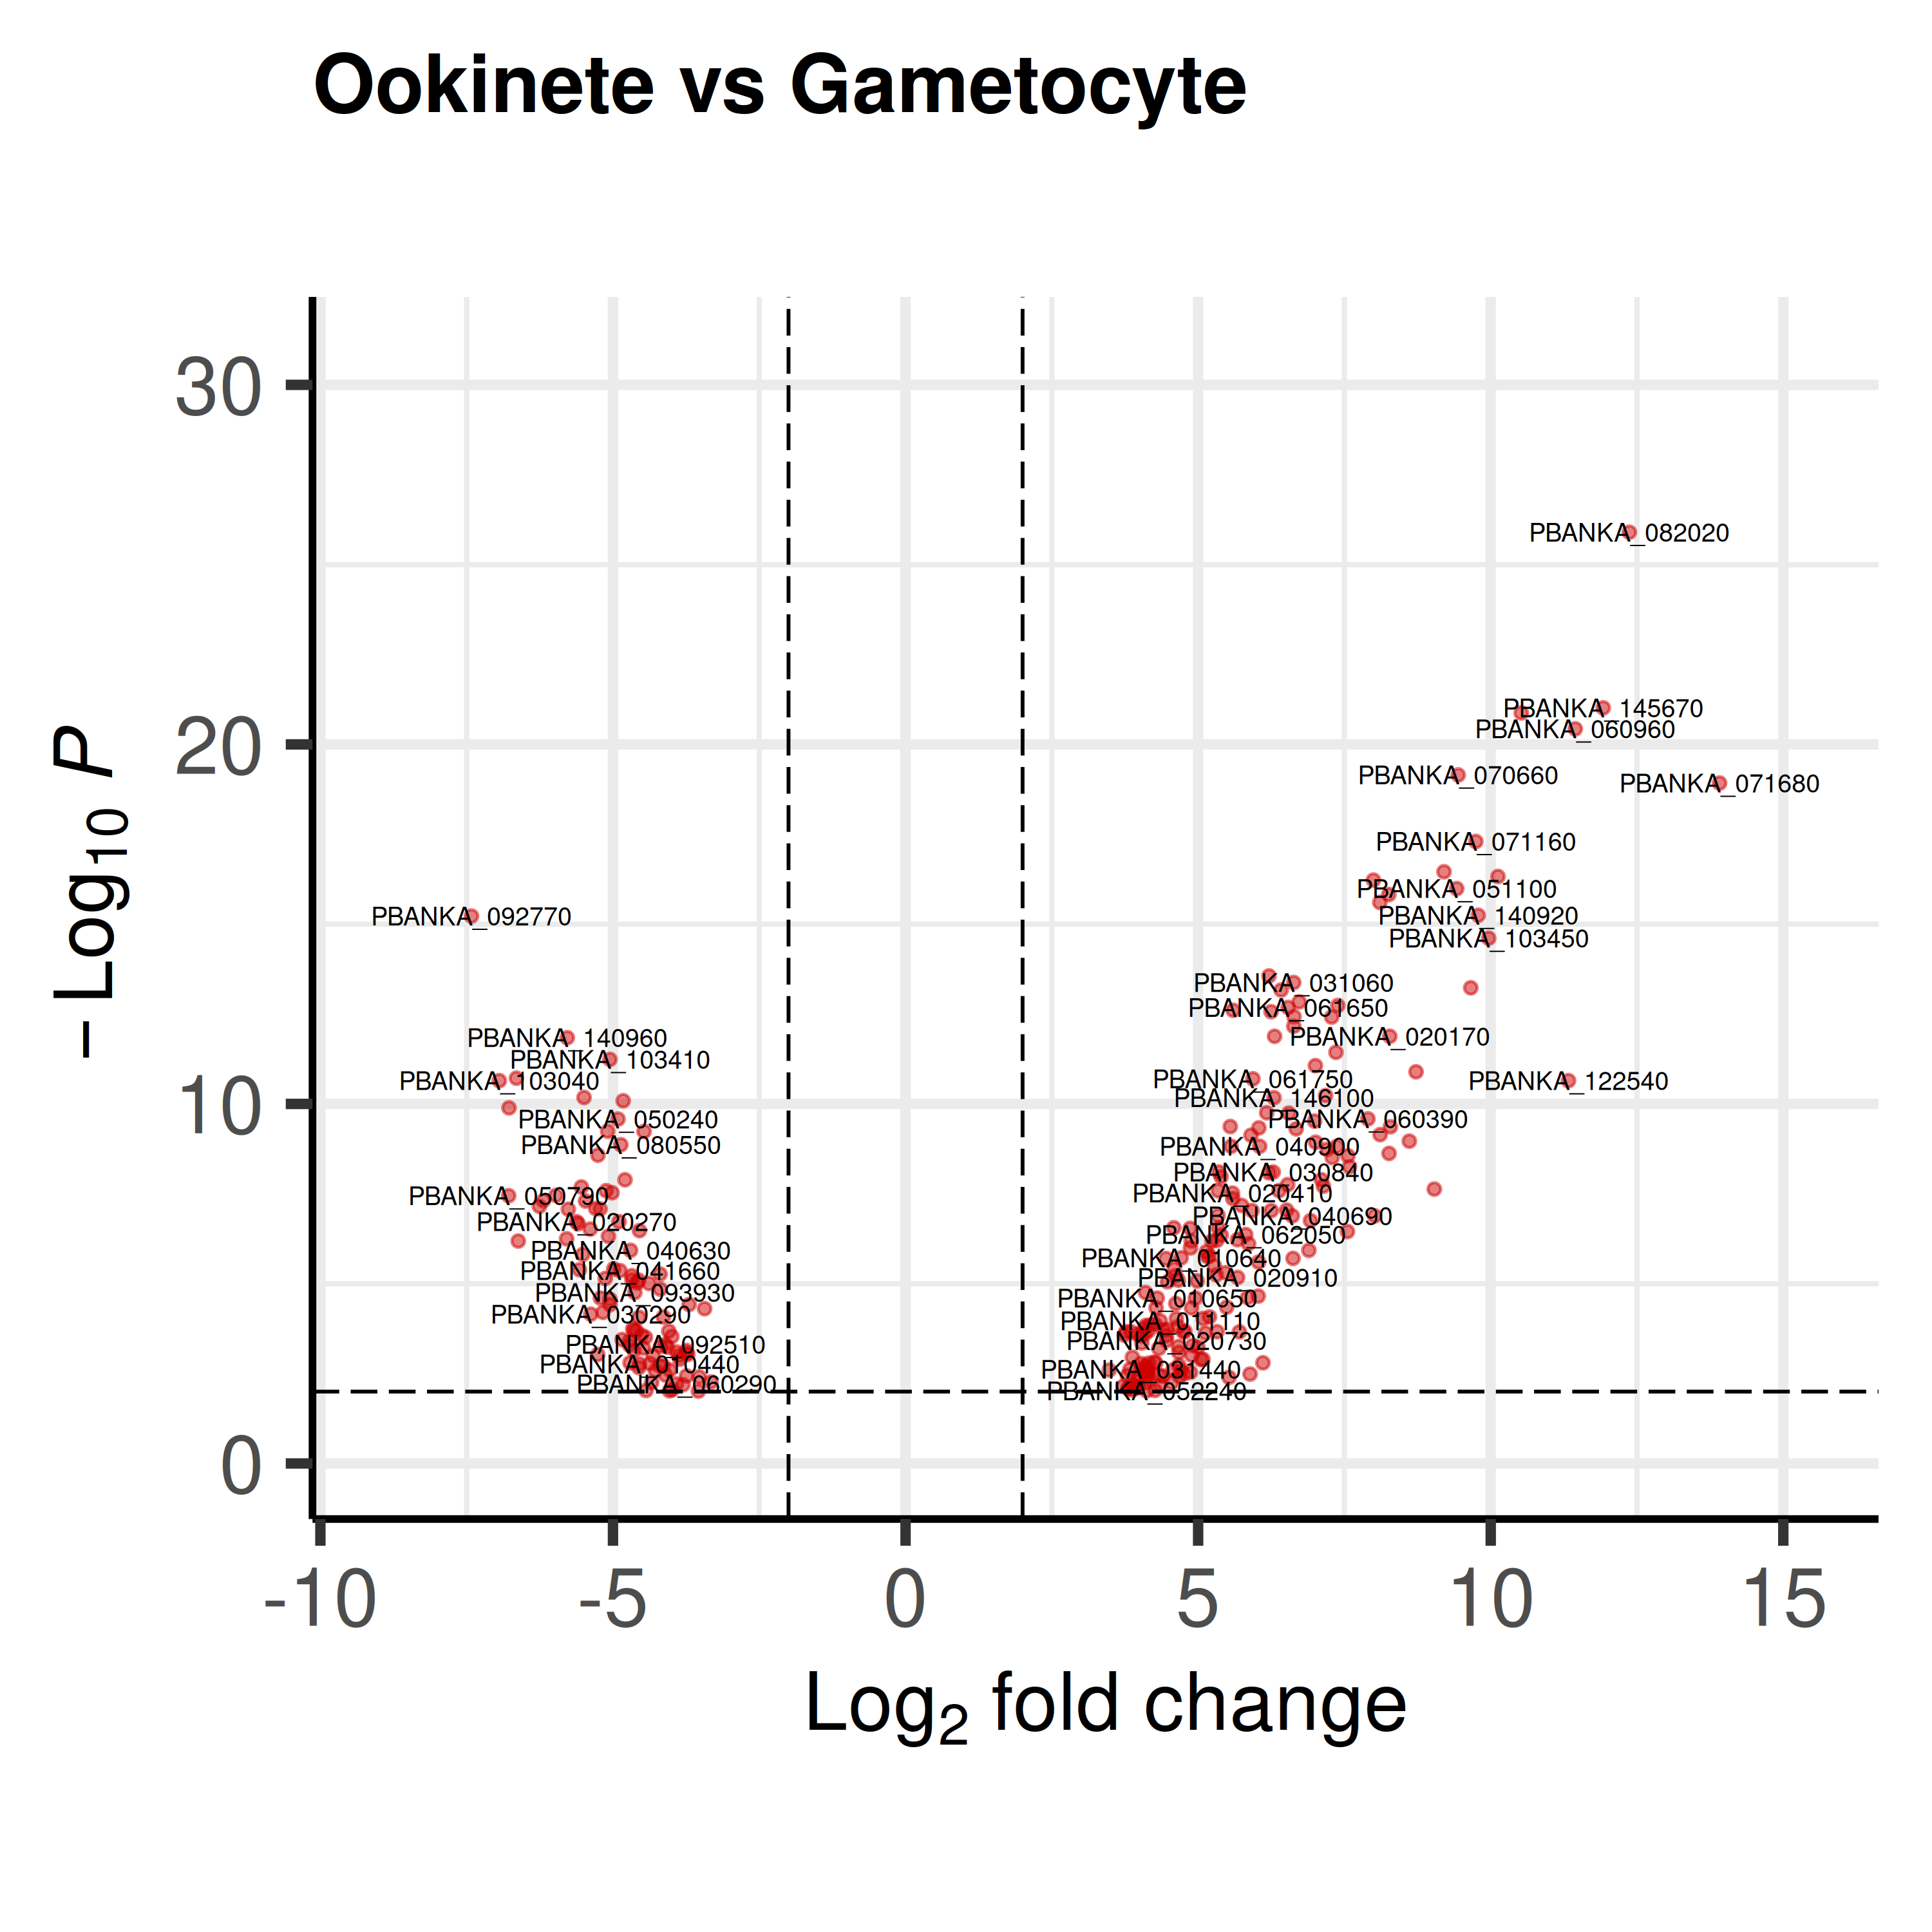 Ookinete vs Gametocyte
30
20
10
0
− Log10 P
PBANKA_082020
PBANKA_145670
PBANKA_060960
PBANKA_070660
PBANKA_071680
PBANKA_071160
PBANKA_051100
PBANKA_092770
PBANKA_140920
PBANKA_103450
PBANKA_031060
PBANKA_061650
PBANKA_020170
PBANKA_140960
PBANKA_103410
PBANKA_103040
PBANKA_061750
PBANKA_122540
PBANKA_146100
PBANKA_050240
PBANKA_060390
PBANKA_080550
PBANKA_040900
PBANKA_030840
PBANKA_050790
PBANKA_020410
PBANKA_040690
PBANKA_020270
PBANKA_062050
PBANKA_040630
PBANKA_010640
PBANKA_041660
PBANKA_020910
PBANKA_093930
PBANKA_010650
PBANKA_030290
PBANKA_011110
PBANKA_092510
PBANKA_020730
PBANKA_010440
PBANKA_031440
PBANKA_060290
PBANKA_052240
-10 -5 0 5 10 15
Log2 fold change